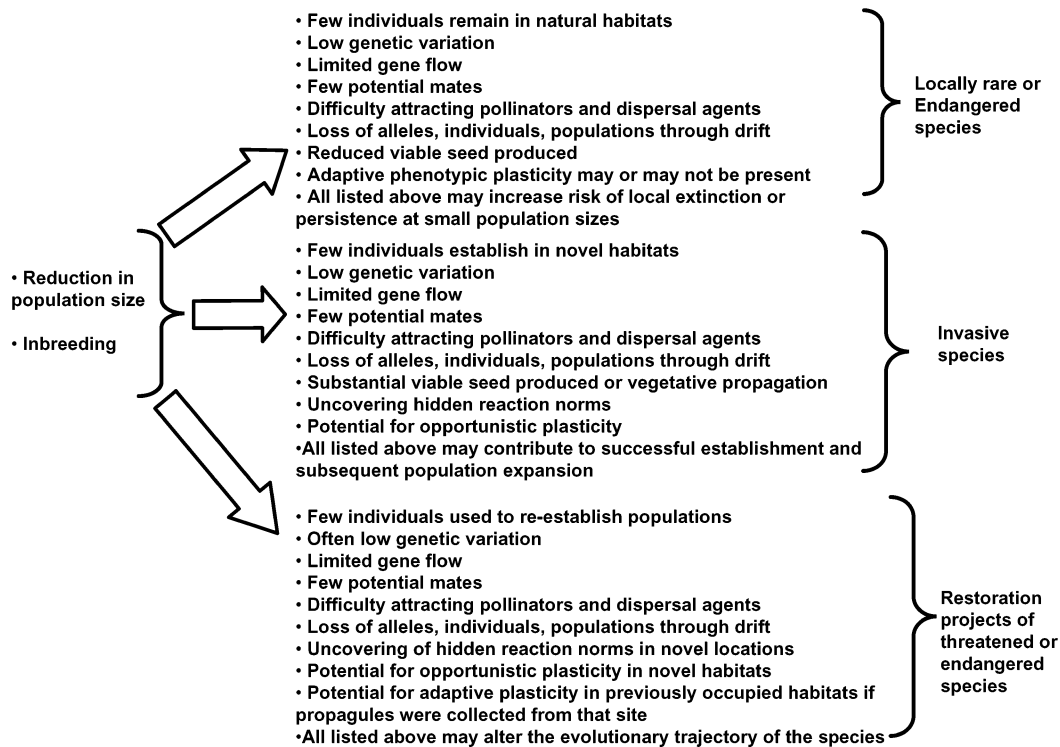 • Reduction in
population size
• Inbreeding
• Few individuals remain in natural habitats
• Low genetic variation
• Limited gene flow
• Few potential mates
• Difficulty attracting pollinators and dispersal agents
• Loss of alleles, individuals, populations through drift
• Reduced viable seed produced
• Adaptive phenotypic plasticity may or may not be present
• All listed above may increase risk of local extinction or
persistence at small population sizes
Locally rare or
Endangered
species
• Few individuals establish in novel habitats
• Low genetic variation
• Limited gene flow
• Few potential mates
• Difficulty attracting pollinators and dispersal agents
• Loss of alleles, individuals, populations through drift
• Substantial viable seed produced or vegetative propagation
• Uncovering hidden reaction norms
• Potential for opportunistic plasticity
•All listed above may contribute to successful establishment and
subsequent population expansion
Invasive
species
• Few individuals used to re-establish populations
• Often low genetic variation
• Limited gene flow
• Few potential mates
• Difficulty attracting pollinators and dispersal agents
• Loss of alleles, individuals, populations through drift
• Uncovering of hidden reaction norms in novel locations
• Potential for opportunistic plasticity in novel habitats
• Potential for adaptive plasticity in previously occupied habitats if
propagules were collected from that site
•All listed above may alter the evolutionary trajectory of the species
Restoration
projects of
threatened or
endangered
species